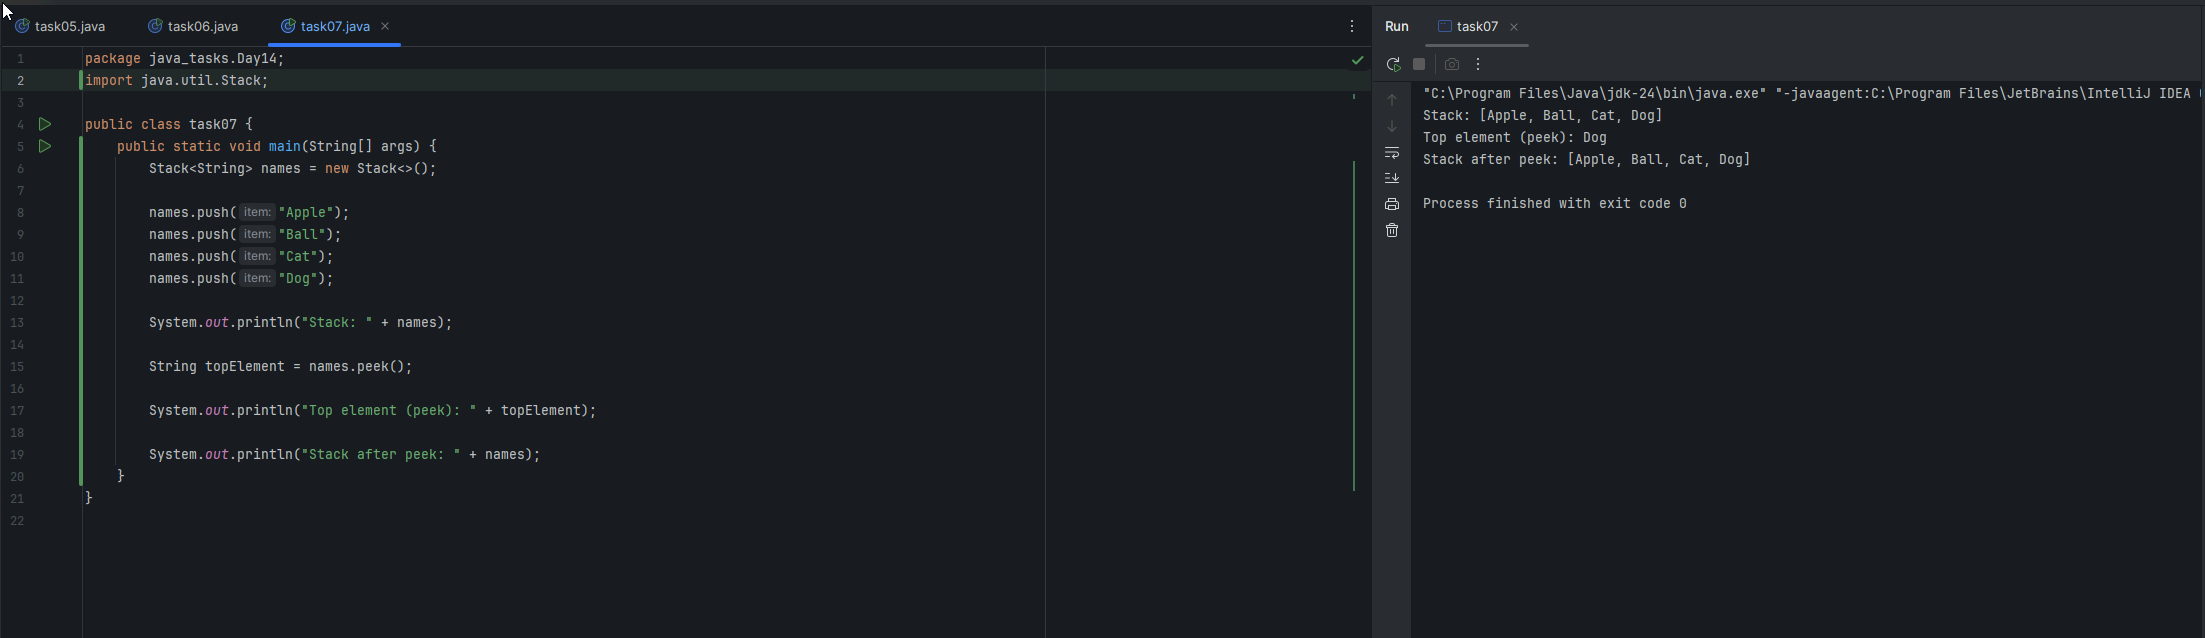 task05.java task06.java task07.java
1 package java_tasks.Day14;
2 import java.util.Stack;
3
4 public class task07 {
5 public static void main(String[] args) {
6 Stack<String> names = new Stack<>();
7
8 names.push( item: "Apple");
9 names.push( item: "Ball");
10 names.push( item: "Cat");
11 names.push( item: "Dog");
12
13 System.out.println("Stack: " + names);
14
15 String topElement = names.peek();
16
17 System.out.println("Top element (peek): " + topElement);
18
19 System.out.println("Stack after peek: " + names);
20 }
21 }
22
Run task07
"C:\Program Files\Java\jdk-24\bin\java.exe" "-javaagent:C:\Program Files\JetBrains\IntelliJ IDEA
Stack: [Apple, Ball, Cat, Dog]
Top element (peek): Dog
Stack after peek: [Apple, Ball, Cat, Dog]
Process finished with exit code 0